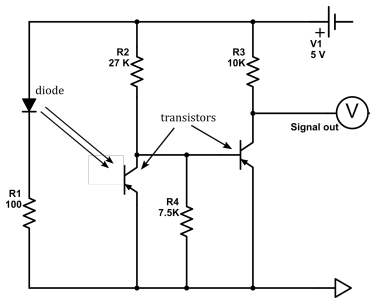 R2
27 K
R3
10K
+
V1
5 V
diode
transistors
V
Signal out
R1
100
R4
7.5K